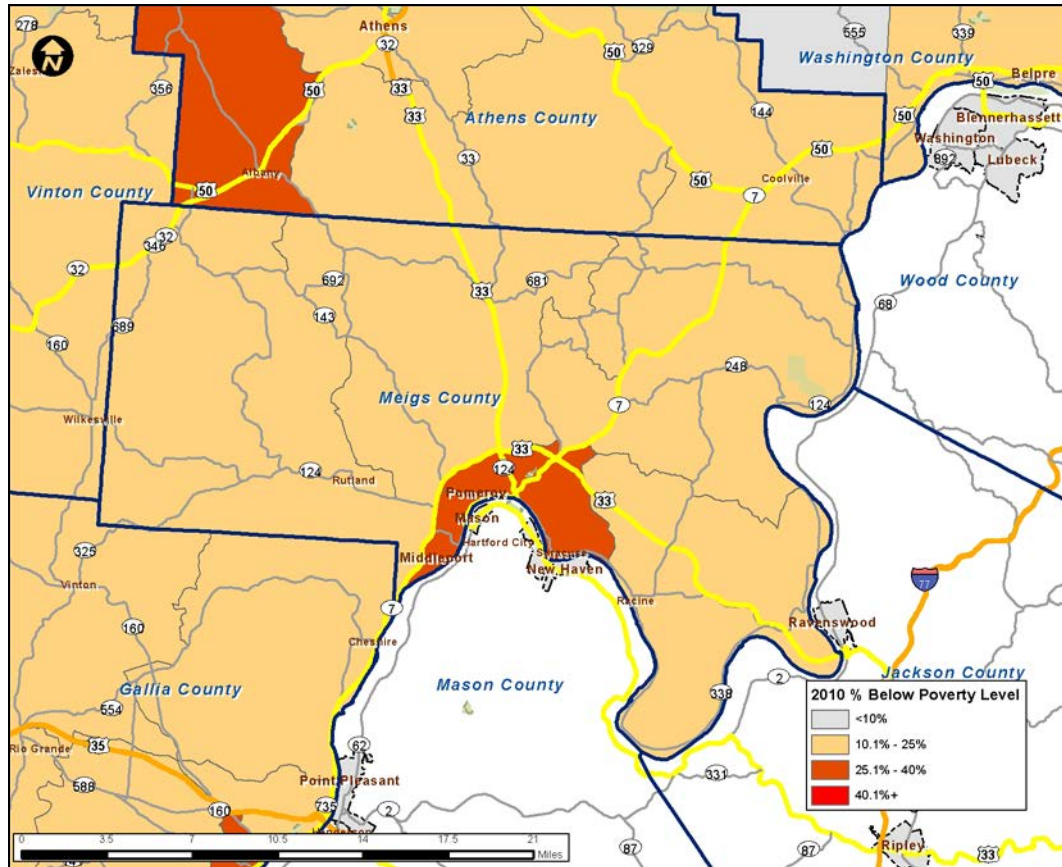 278
555
339
Athens
32
329
Washington County
Zales
N
50
Belpre
356
33
50
50
Blennerhassett
33
Athens County
144
Washington
33
50
892
Lubeck
Albany
50
Coolville
Vinton County
50
7
32
346
32
Wood County
692
681
33
68
689
143
160
248
Meigs County
7
124
Wilkesville
33
124
124
Rutland
Pomeroy
33
Mason
325
Hartford City
Syracuse
Middleport
New Haven
77
Vinton
7
Racine
160
Ravenswood
Cheshire
2
Jackson County
Gallia County
Mason County
338
2010 % Below Poverty Level
554
<10%
Rio Grande
35
62
10.1% - 25%
331
25.1% - 40%
588
Point Pleasant
40.1%+
160
735
2
Henderson
0 3.5 7 10.5 14 17.5 21
Miles
87
87
Ripley
33